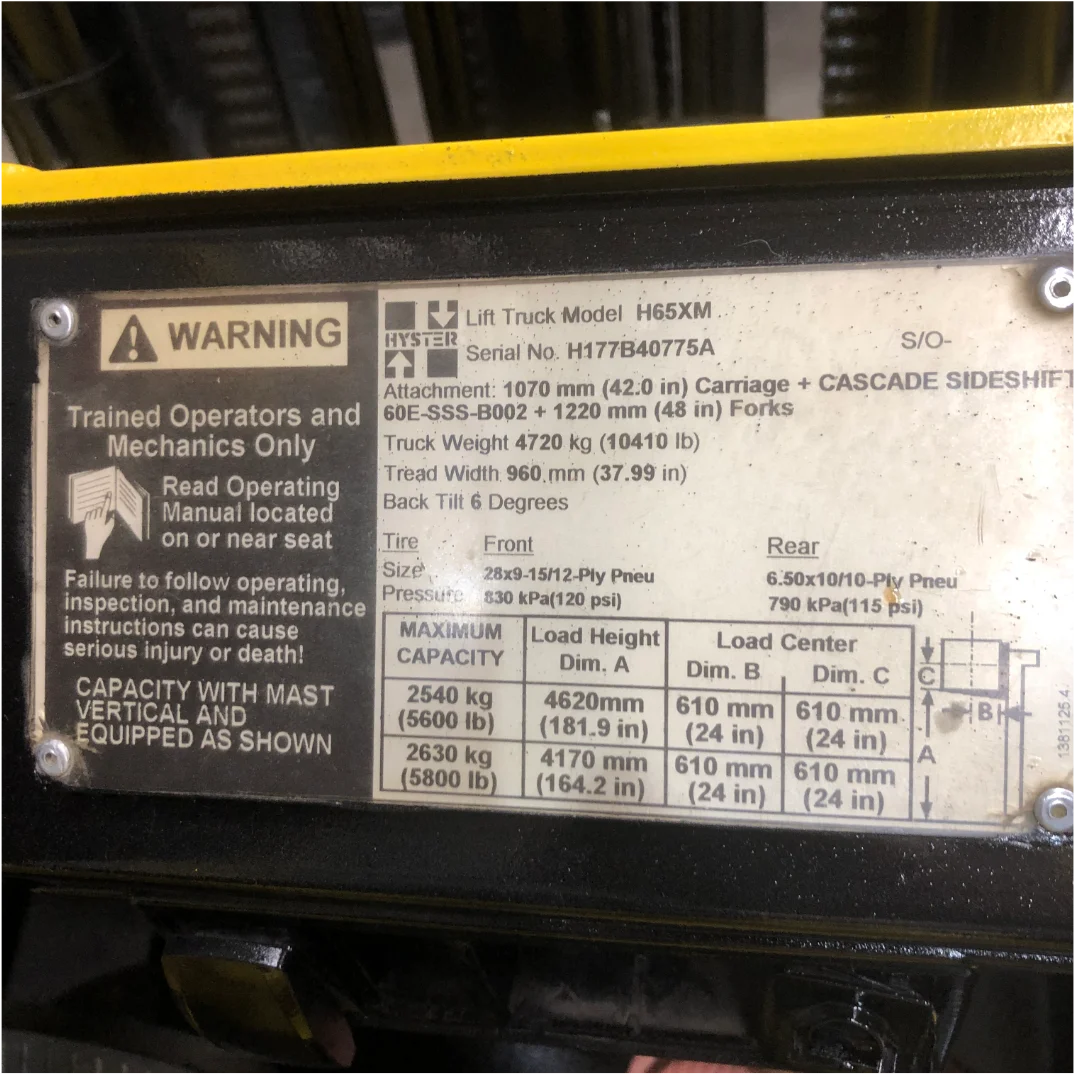 WARNING
Trained Operators and
Mechanics Only
Read Operating
Manual located
on or near seat
Failure to follow operating,
inspection, and maintenance
instructions can cause
serious injury or death!
CAPACITY WITH MAST
VERTICAL AND
EQUIPPED AS SHOWN
HYSTER
Lift Truck Model H65XM
Serial No. H177B40775A
S/O-
Attachment: 1070 mm (42.0 in) Carriage + CASCADE SIDESHIFT
60E-SSS-B002 + 1220 mm (48 in) Forks
Truck Weight 4720 kg (10410 lb)
Tread Width 960 mm (37.99 in)
Back Tilt 6 Degrees
Tire Front Rear
Size 28x9-15/12-Ply Pneu 6.50x10/10-Ply Pneu
Pressure 830 kPa(120 psi) 790 kPa(115 psi)
MAXIMUM
CAPACITY
Load Height
Dim. A
Load Center
Dim. B Dim. C
2540 kg 4620mm 610 mm 610 mm
(5600 lb) (181.9 in) (24 in) (24 in)
2630 kg 4170 mm 610 mm 610 mm
(5800 lb) (164.2 in) (24 in) (24 in)
C
B
A
1381126 4